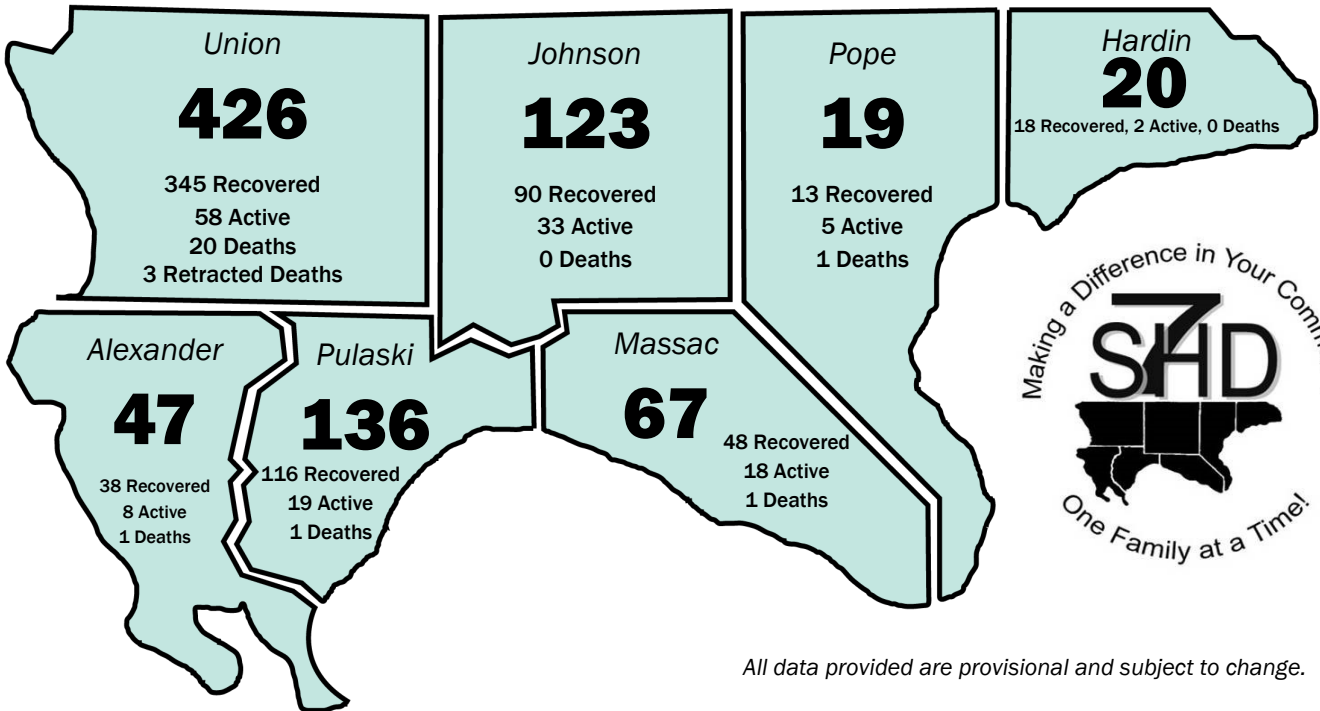 Union
426
345 Recovered
58 Active
20 Deaths
3 Retracted Deaths
Johnson
123
90 Recovered
33 Active
0 Deaths
Pope
19
13 Recovered
5 Active
1 Deaths
Hardin
20
18 Recovered, 2 Active, 0 Deaths
Alexander
47
38 Recovered
8 Active
1 Deaths
Pulaski
136
116 Recovered
19 Active
1 Deaths
Massac
67
48 Recovered
18 Active
1 Deaths
Making a Difference in Your
S7HD
One Family at a Time!
All data provided are provisional and subject to change.